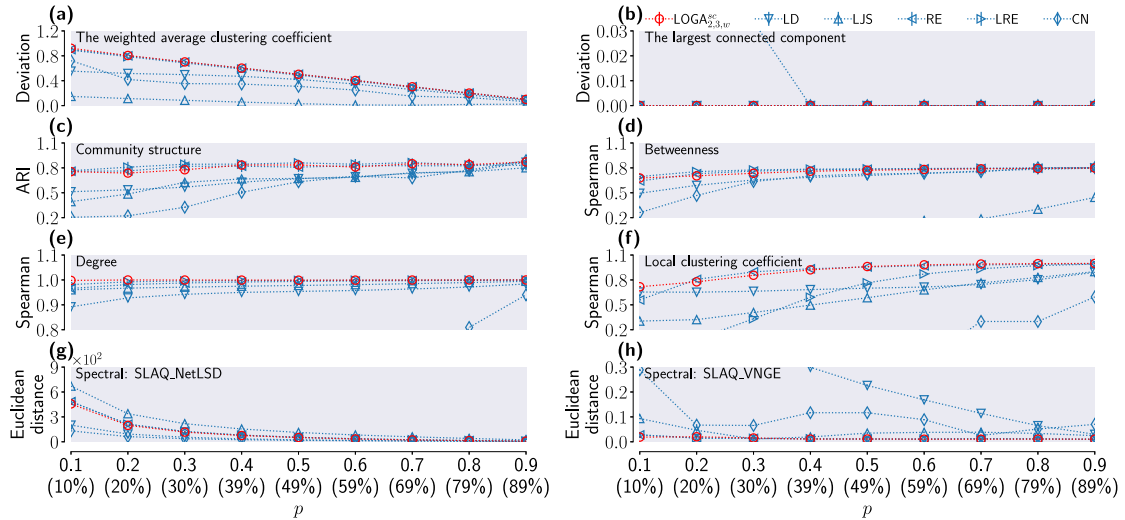 LOGA^{sc}_{2,3,w} LD LJS RE LRE CN
(a)
The weighted average clustering coefficient
Deviation
1.2
0.8
0.4
0.0
(b)
The largest connected component
Deviation
0.03
0.02
0.01
0.00
(c)
Community structure
ARI
1.1
0.8
0.5
0.2
(d)
Betweenness
Spearman
1.1
0.8
0.5
0.2
(e)
Degree
Spearman
1.1
1.0
0.9
0.8
(f)
Local clustering coefficient
Spearman
1.1
0.8
0.5
0.2
(g)
×10²
Spectral: SLAQ_NetLSD
Euclidean
distance
9
6
3
0
(h)
Spectral: SLAQ_VNGE
Euclidean
distance
0.3
0.2
0.1
0.0
0.1 0.2 0.3 0.4 0.5 0.6 0.7 0.8 0.9
(10%) (20%) (30%) (39%) (49%) (59%) (69%) (79%) (89%)
p
0.1 0.2 0.3 0.4 0.5 0.6 0.7 0.8 0.9
(10%) (20%) (30%) (39%) (49%) (59%) (69%) (79%) (89%)
p